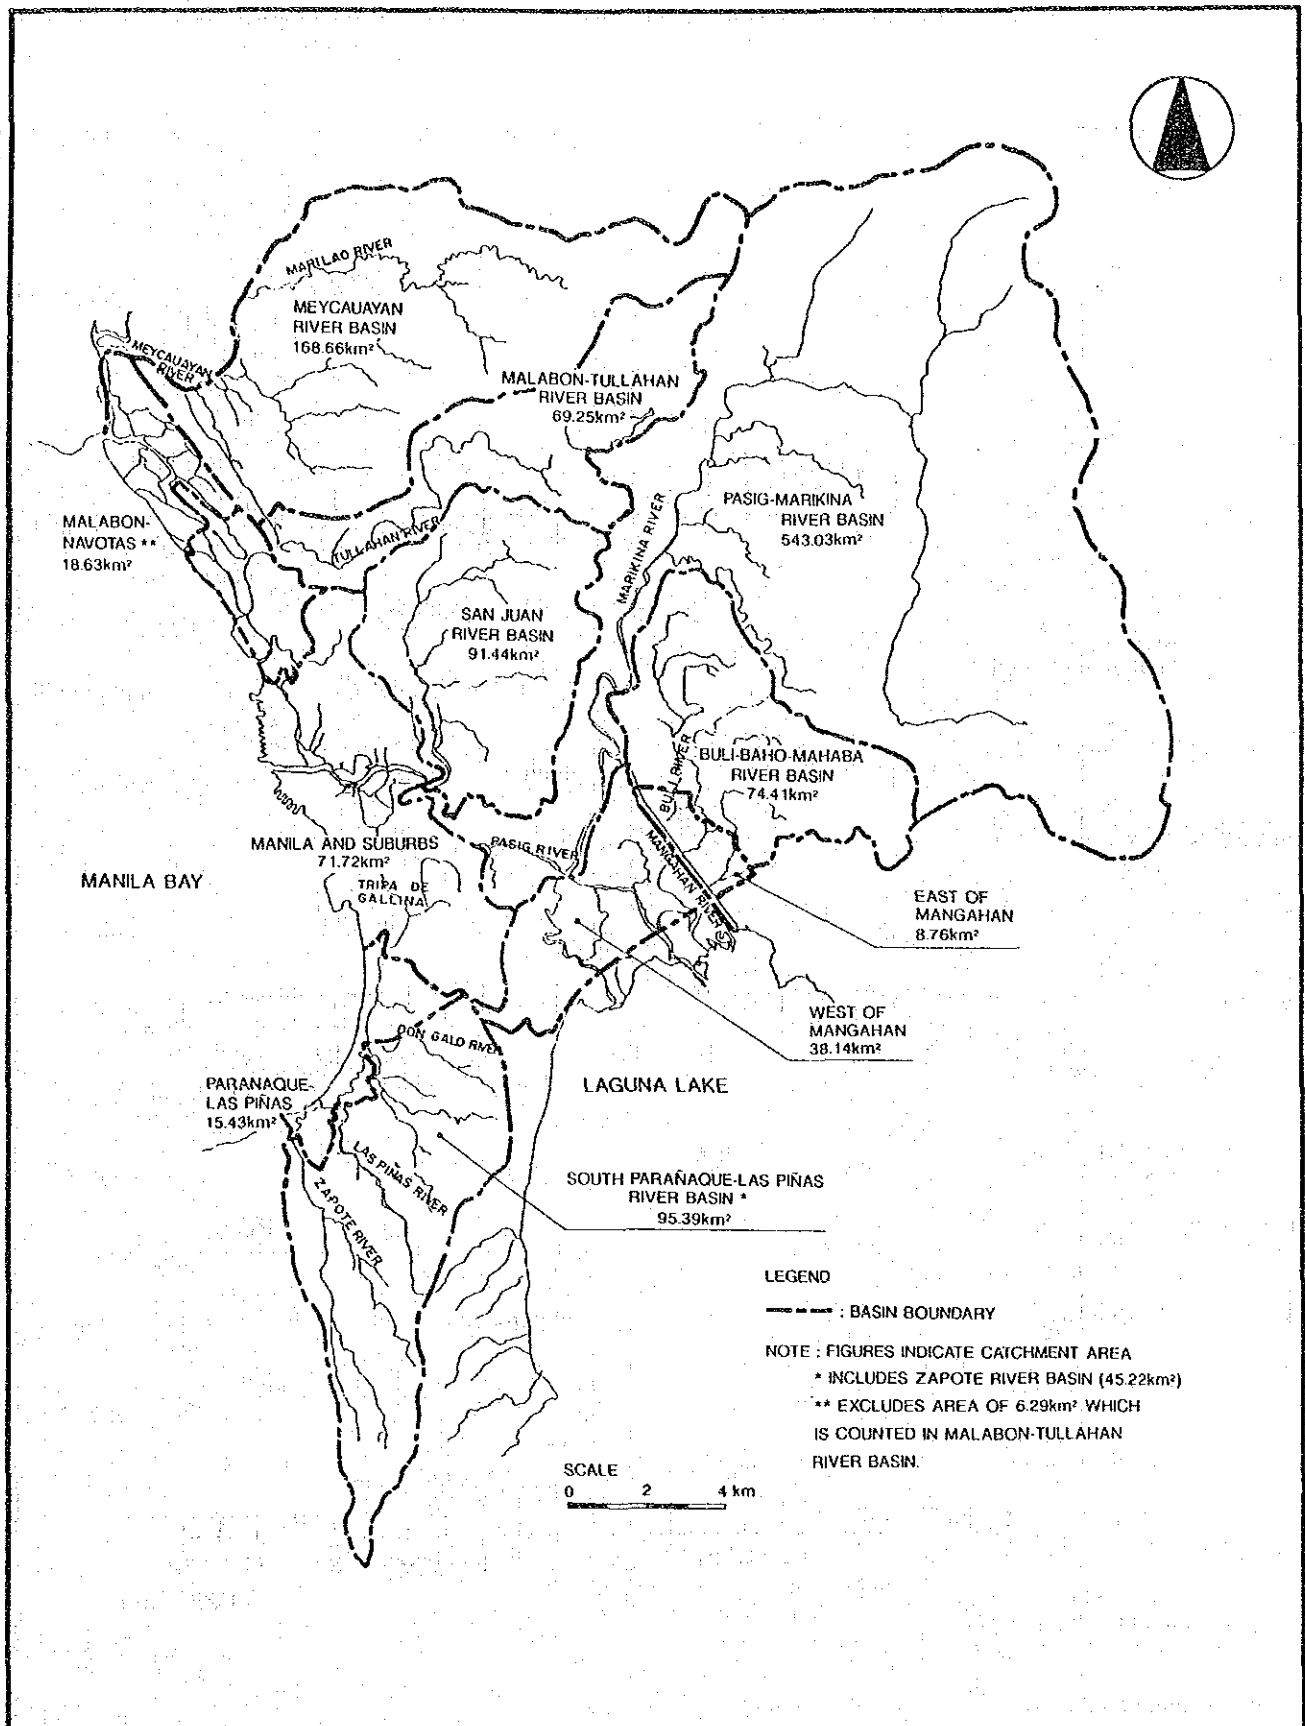 MARILAO RIVER
MEYCAUAYAN
RIVER BASIN
168.66km²
MEYCAUAYAN
RIVER
MALABON-TULLAHAN
RIVER BASIN
69.25km²
PASIG-MARIKINA
RIVER BASIN
543.03km²
MALABON-
NAVOTAS **
18.63km²
TULLAHAN RIVER
MARIKINA RIVER
SAN JUAN
RIVER BASIN
91.44km²
BULI RIVER
BULI-BAHO-MAHABA
RIVER BASIN
74.41km²
MANILA AND SUBURBS
71.72km²
PASIG RIVER
MANGAHAN RIVER
MANILA BAY
TRIPA DE
GALLINA
EAST OF
MANGAHAN
8.76km²
WEST OF
MANGAHAN
38.14km²
DON GALO RIVER
PARANAQUE-
LAS PIÑAS
15.43km²
LAGUNA LAKE
LAS PIÑAS RIVER
ZAPOTE RIVER
SOUTH PARAÑAQUE-LAS PIÑAS
RIVER BASIN *
95.39km²
LEGEND
: BASIN BOUNDARY
NOTE : FIGURES INDICATE CATCHMENT AREA
* INCLUDES ZAPOTE RIVER BASIN (45.22km²)
** EXCLUDES AREA OF 6.29km² WHICH
IS COUNTED IN MALABON-TULLAHAN
RIVER BASIN.
SCALE
0 2 4 km